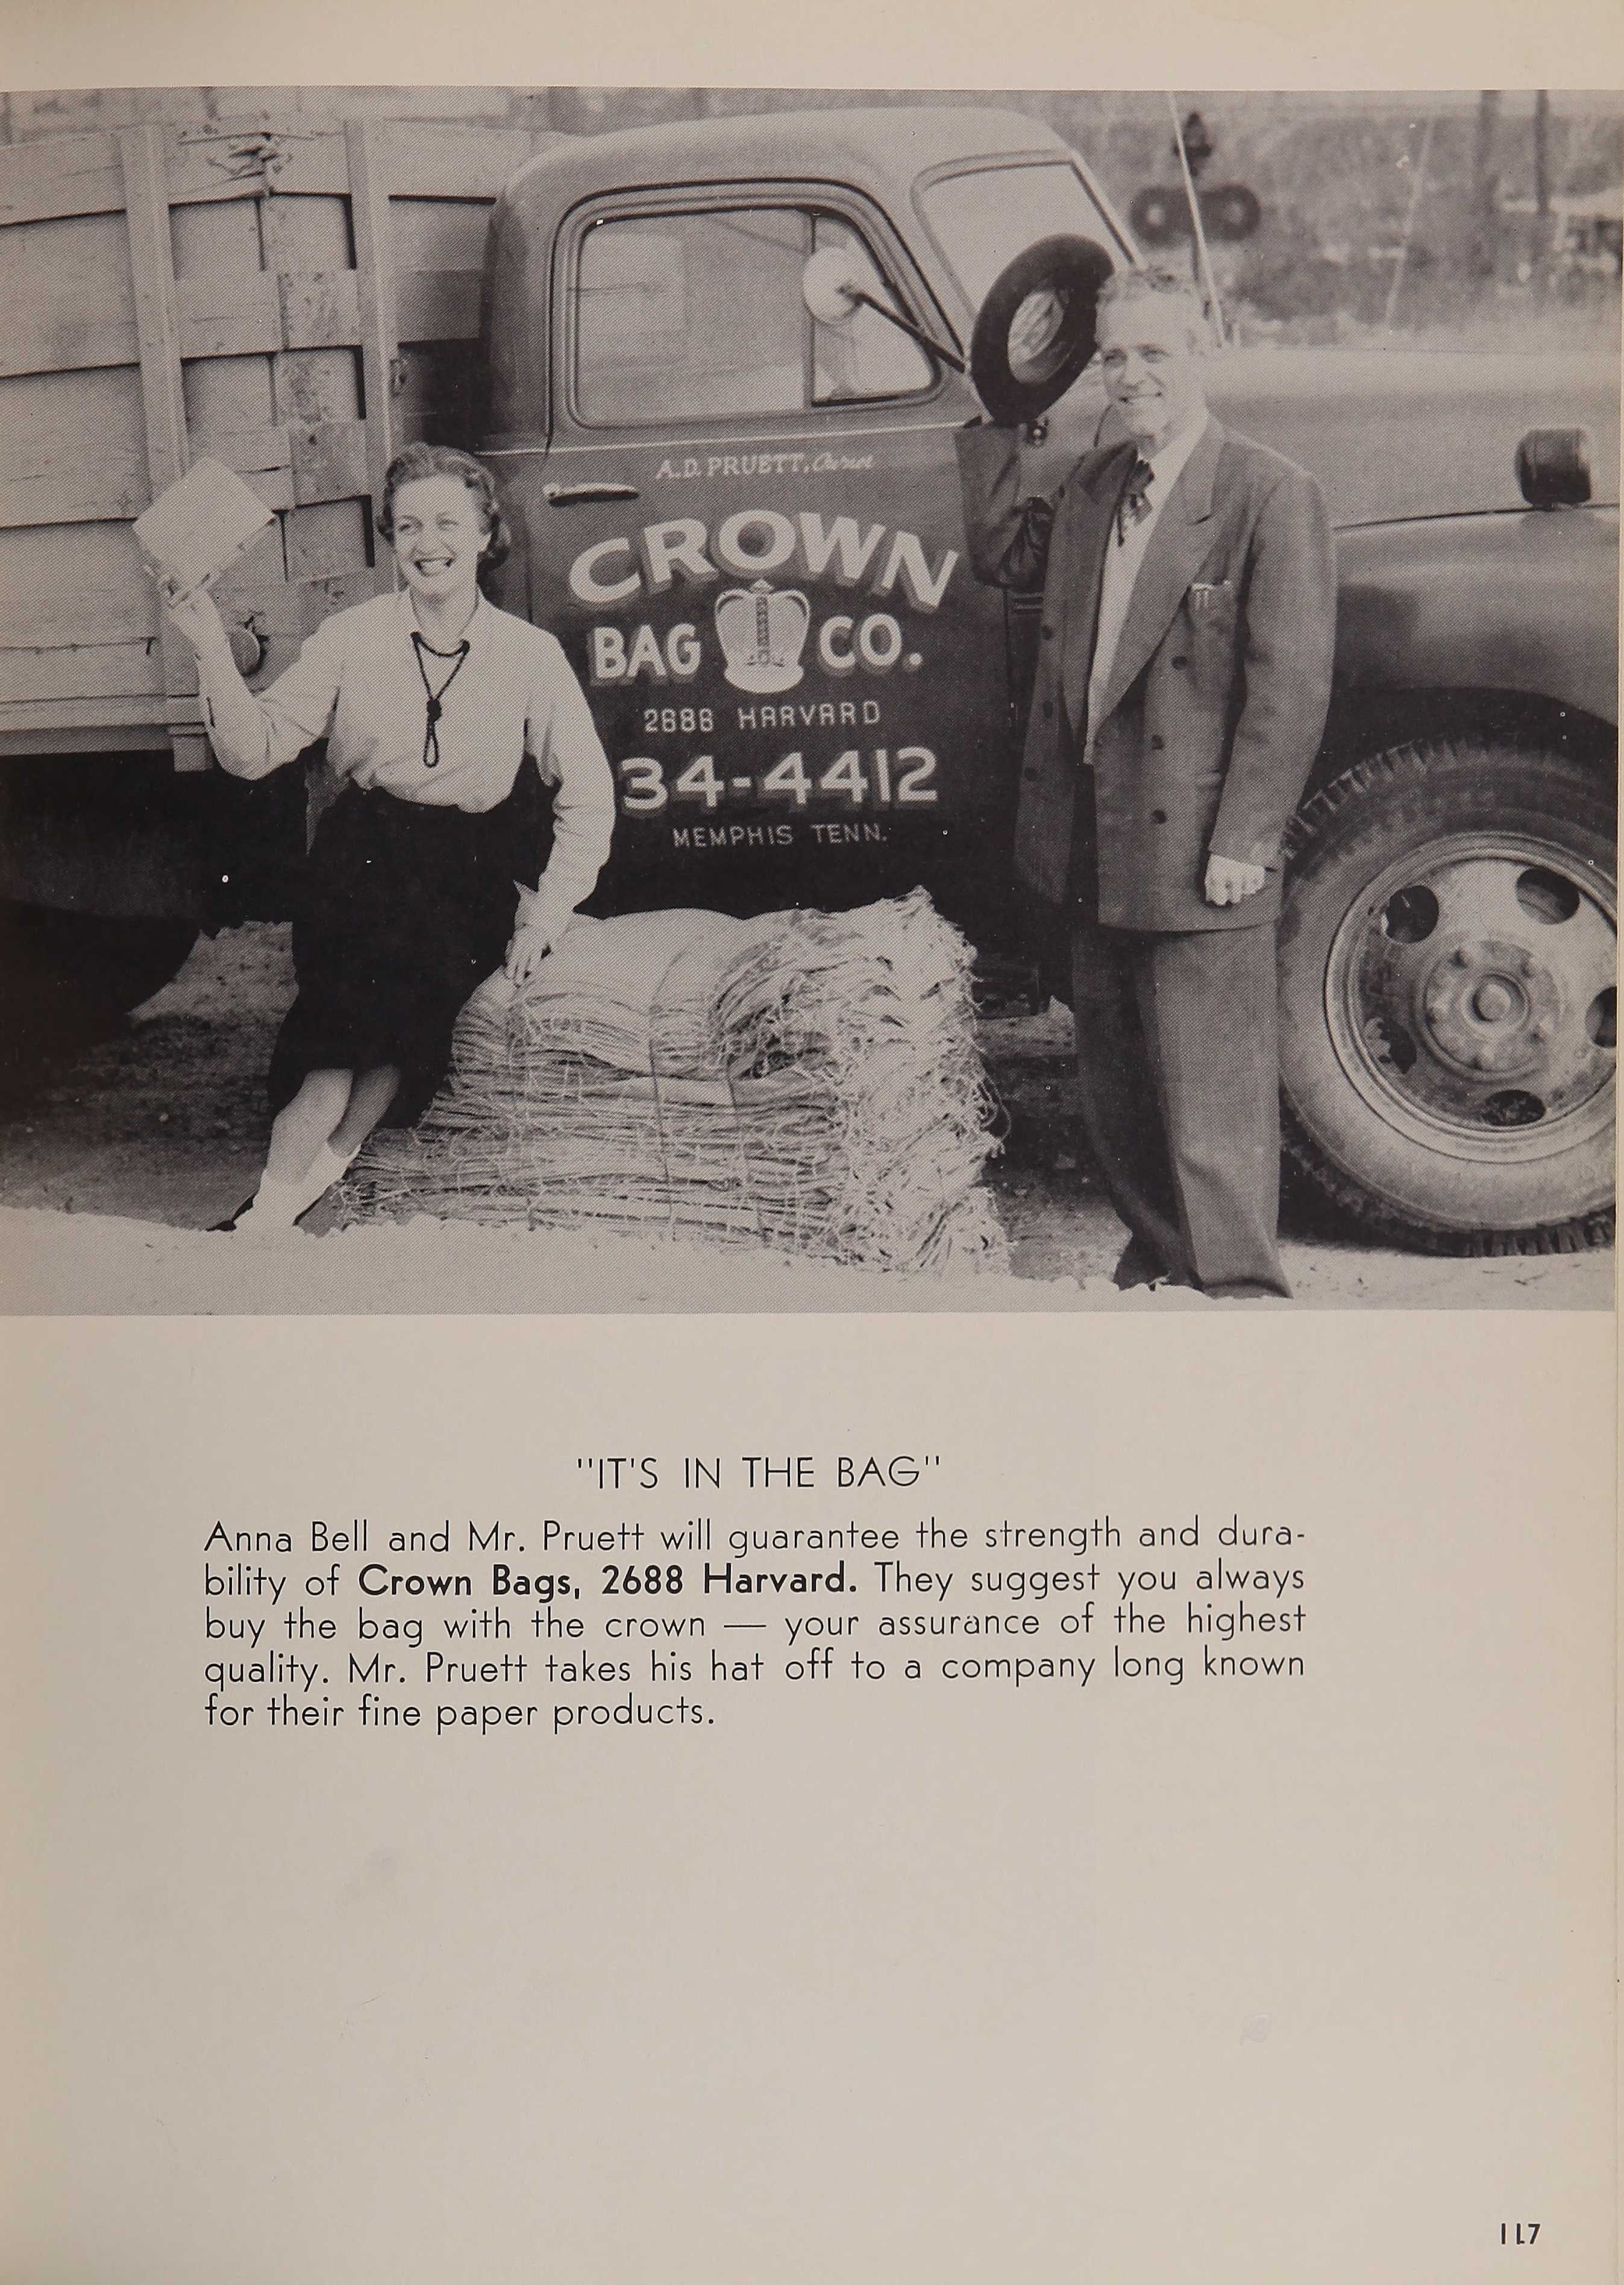 A.D. PRUETT, Owner
CROWN
BAG CO.
2688 HARVARD
34-4412
MEMPHIS TENN.
"IT'S IN THE BAG"
Anna Bell and Mr. Pruett will guarantee the strength and dura-
bility of Crown Bags, 2688 Harvard. They suggest you always
buy the bag with the crown — your assurance of the highest
quality. Mr. Pruett takes his hat off to a company long known
for their fine paper products.
117